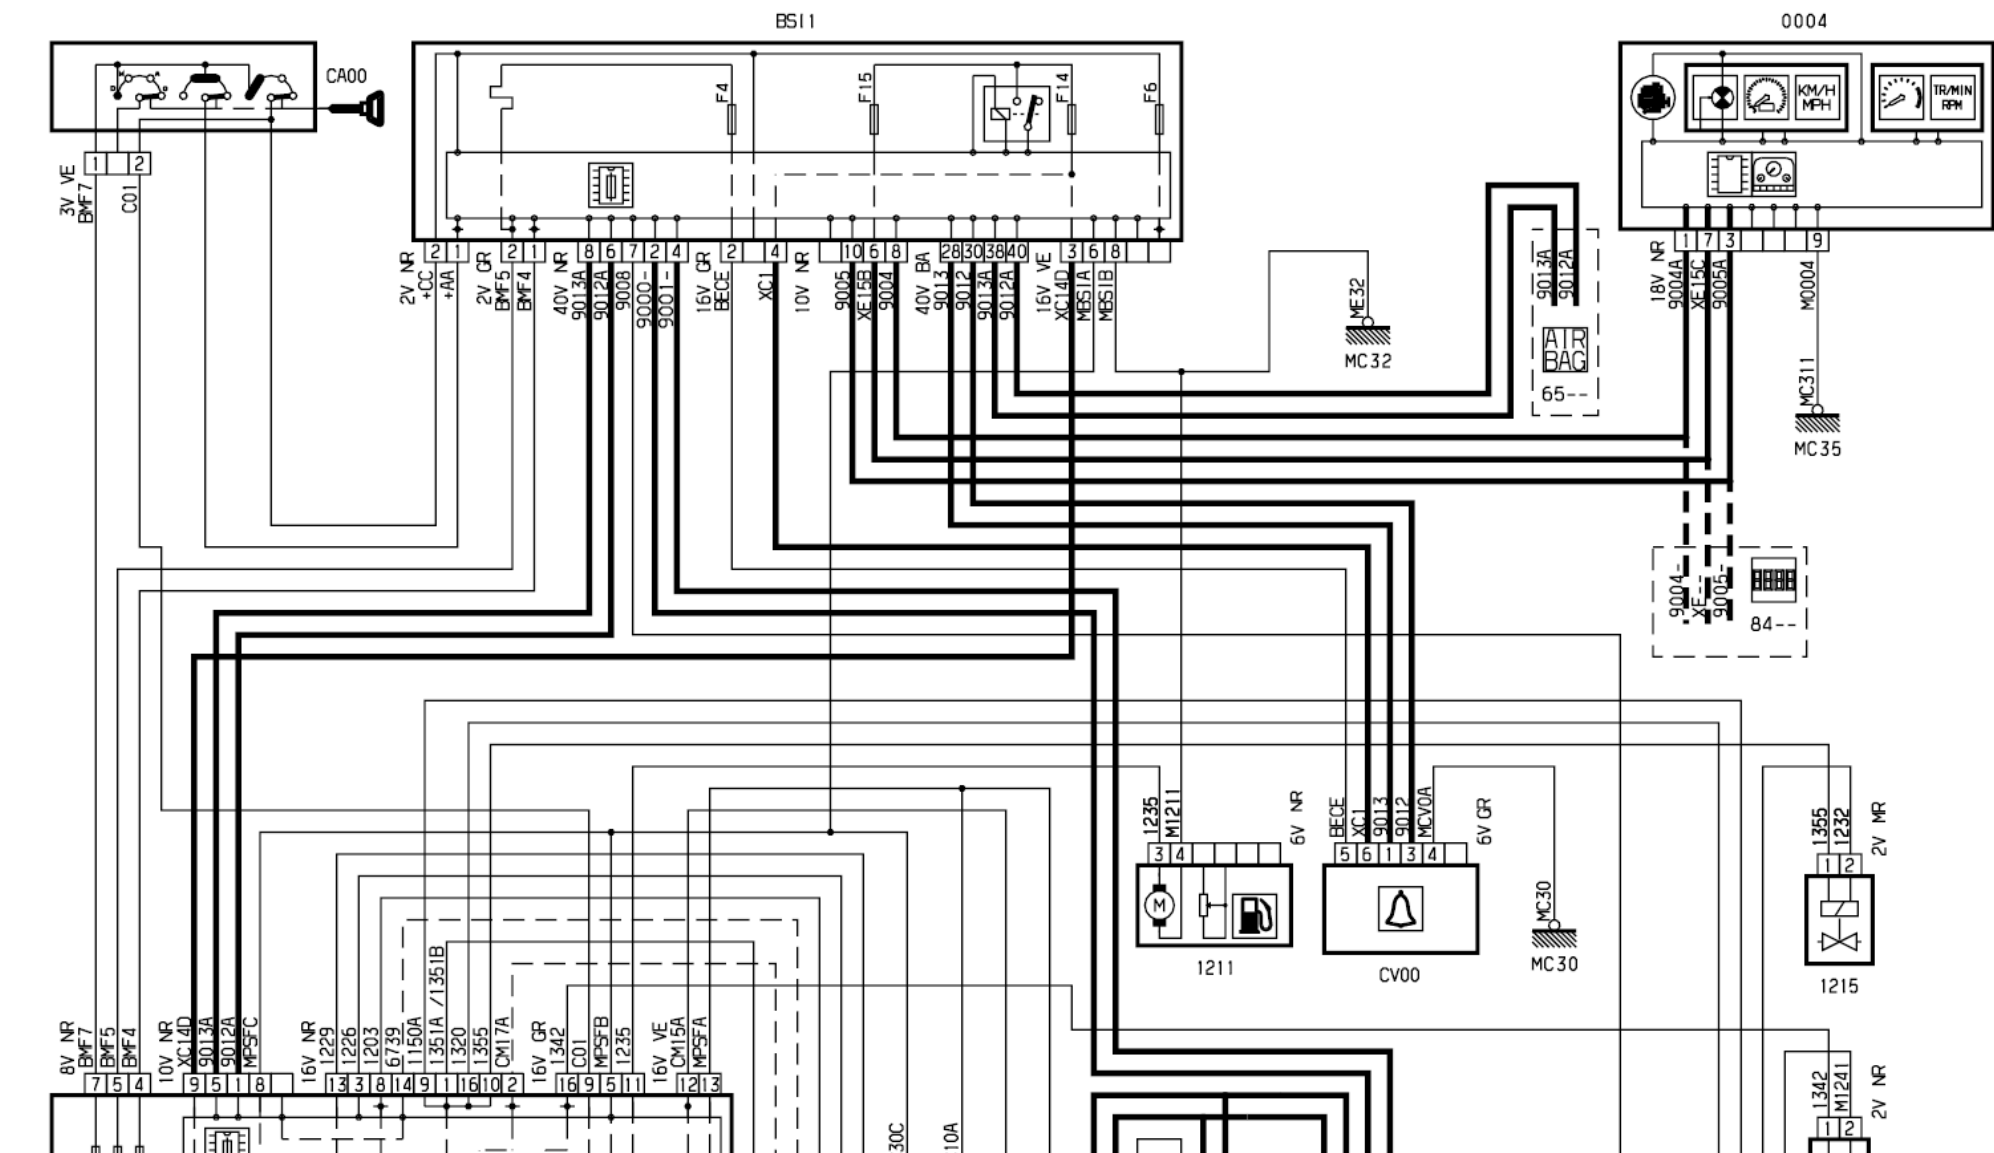 BSI1
0004
CA00
F4
F15
F14
F6
KM/H
MPH
TR/MIN
RPM
1 2
3V VE
BMF7
C01
2 1 2 1 8 6 7 2 4 2 4 10 6 8 28 30 38 40 3 6 8
2V NR
+CC
+AA
2V GR
BMF5
BMF4
40V NR
9013A
9012A
9008
9000-
9001-
16V GR
BECE
XC1
10V NR
9005
XE15B
9004
40V BA
9013
9012
9013A
9012A
16V VE
XC14D
MBSIA
MBSIB
ME32
MC32
9013A
9012A
AIR
BAG
65--
1 7 3 9
18V NR
9004A
XE15C
9005A
M0004
MC311
MC35
9004-
XE--
9005-
84--
1235
M1211
6V NR
3 4
M
1211
BECE
XC1
9013
9012
MCV0A
6V GR
5 6 1 3 4
CV00
MC30
MC30
1355
1232
2V MR
1 2
1215
8V NR
BMF7
BMF5
BMF4
10V NR
XC14D
9013A
9012A
MPSFC
16V NR
1229
1226
1203
6739
1150A
1351A /1351B
1320
1355
CM17A
16V GR
1342
C01
MPSFB
1235
16V VE
CM15A
MPSFA
7 5 4 9 5 1 8 13 3 8 14 9 1 16 10 2 16 9 5 11 12 13
30C
10A
1342
M1241
2V NR
1 2